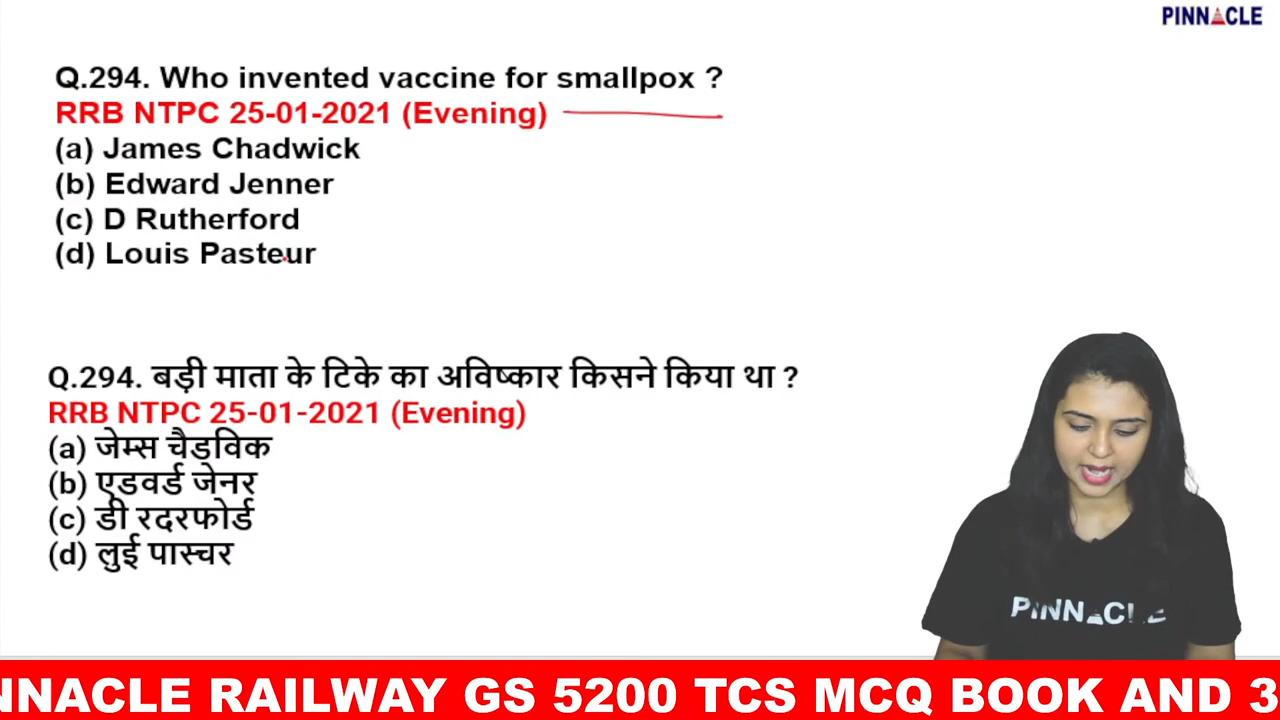 PINNACLE
Q.294. Who invented vaccine for smallpox ?
RRB NTPC 25-01-2021 (Evening)
(a) James Chadwick
(b) Edward Jenner
(c) D Rutherford
(d) Louis Pasteur
Q.294. बड़ी माता के टिके का अविष्कार किसने किया था ?
RRB NTPC 25-01-2021 (Evening)
(a) जेम्स चैडविक
(b) एडवर्ड जेनर
(c) डी रदरफोर्ड
(d) लुई पास्चर
PINNACLE
NNACLE RAILWAY GS 5200 TCS MCQ BOOK AND 3